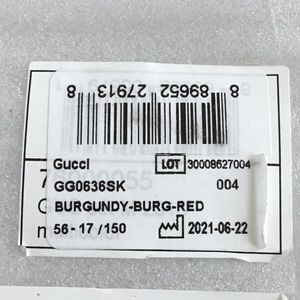 8 89652 27913 8
Gucci LOT 30008627004
GG0636SK 004
BURGUNDY-BURG-RED
56-17/150 2021-06-22